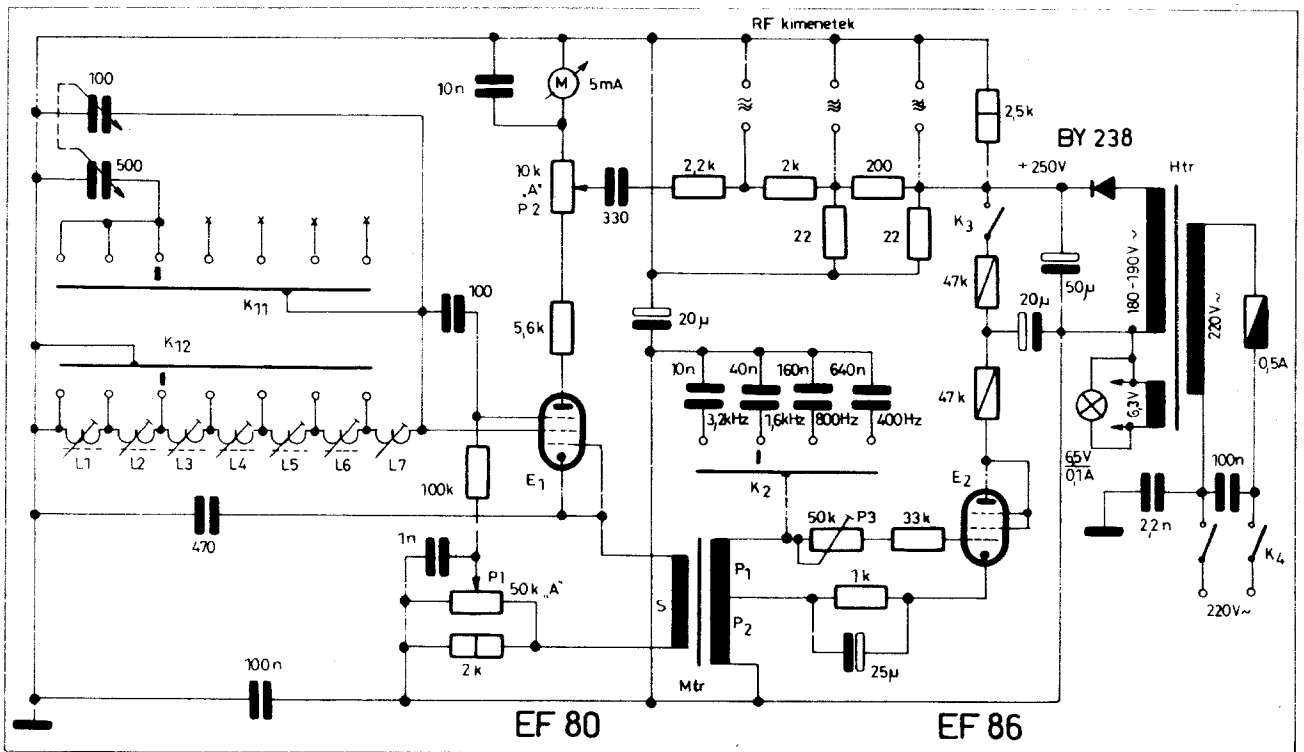 RF kimenetek
100
10n
M
5mA
2,5k
BY 238
500
10k
"A"
P2
330
2,2k
2k
200
+250V
Htr
K3
22
22
47k
50µ
180-190V~
220V~
K11
100
5,6k
20µ
20µ
0,5A
K12
10n
40n
160n
640n
47k
6,3V
3,2kHz
1,6kHz
800Hz
400Hz
L1
L2
L3
L4
L5
L6
L7
E1
K2
E2
6,5V
0,1A
100n
100k
50k
P3
33k
2,2n
470
1n
K4
P1
50k "A"
S
P1
P2
1k
220V~
2k
25µ
100n
Mtr
EF 80
EF 86